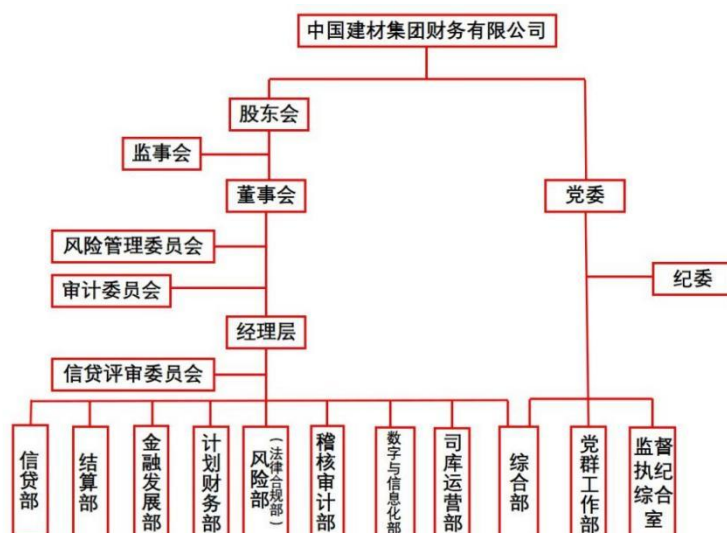 中国建材集团财务有限公司
股东会
监事会
董事会
党委
风险管理委员会
纪委
审计委员会
经理层
信贷评审委员会
信贷部
结算部
金融发展部
计划财务部
风险部
(法律合规部)
稽核审计部
数字与信息化部
司库运营部
综合部
党群工作部
监督执纪综合室